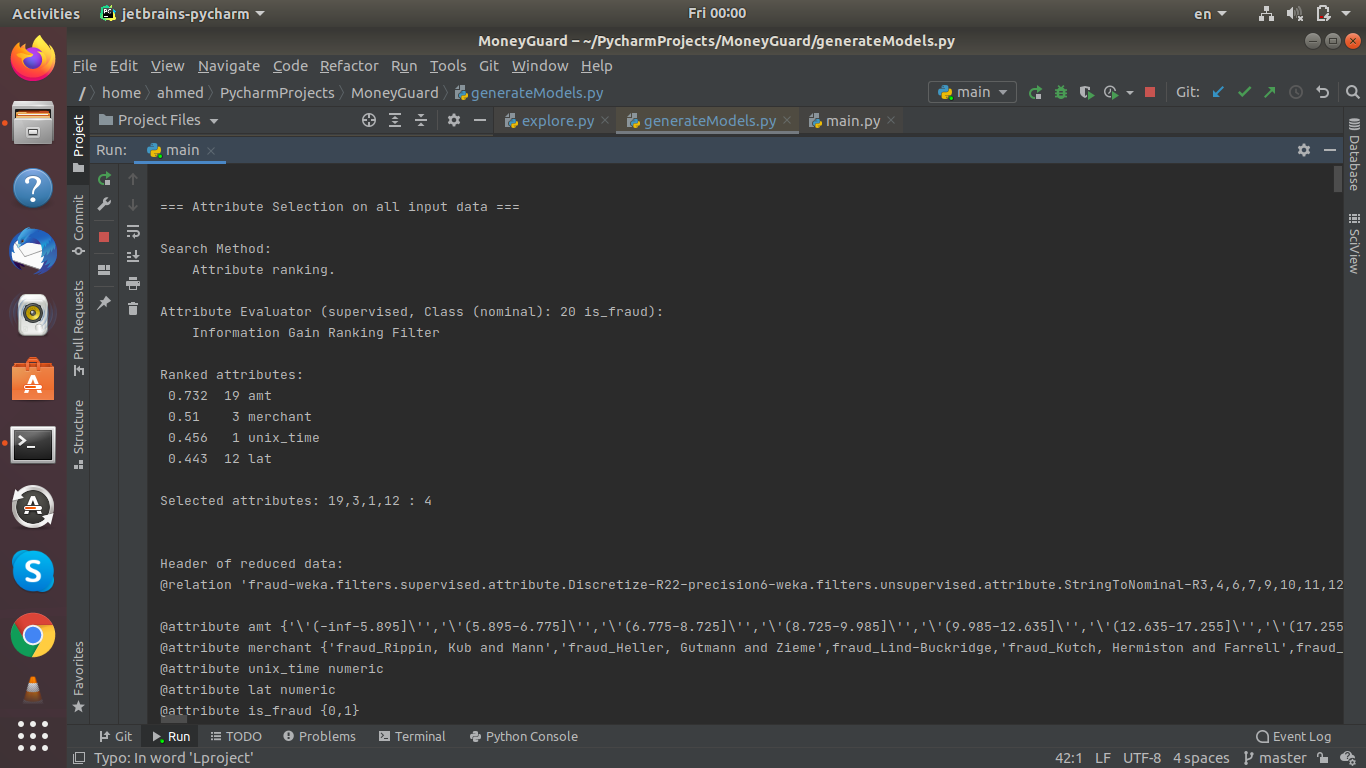 Activities
jetbrains-pycharm
Fri 00:00
en
MoneyGuard – ~/PycharmProjects/MoneyGuard/generateModels.py
File Edit View Navigate Code Refactor Run Tools Git Window Help
/ home ahmed PycharmProjects MoneyGuard generateModels.py
main
Git:
Project Files
explore.py
generateModels.py
main.py
Run: main
Project
Commit
Pull Requests
Structure
Favorites
Database
SciView
=== Attribute Selection on all input data ===
Search Method:
Attribute ranking.
Attribute Evaluator (supervised, Class (nominal): 20 is_fraud):
Information Gain Ranking Filter
Ranked attributes:
0.732 19 amt
0.51 3 merchant
0.456 1 unix_time
0.443 12 lat
Selected attributes: 19,3,1,12 : 4
Header of reduced data:
@relation 'fraud-weka.filters.supervised.attribute.Discretize-R22-precision6-weka.filters.unsupervised.attribute.StringToNominal-R3,4,6,7,9,10,11,12
@attribute amt {'\'(-inf-5.895]\'','\'(5.895-6.775]\'','\'(6.775-8.725]\'','\'(8.725-9.985]\'','\'(9.985-12.635]\'','\'(12.635-17.255]\'','\'(17.255
@attribute merchant {'fraud_Rippin, Kub and Mann','fraud_Heller, Gutmann and Zieme',fraud_Lind-Buckridge,'fraud_Kutch, Hermiston and Farrell',fraud_
@attribute unix_time numeric
@attribute lat numeric
@attribute is_fraud {0,1}
Git
Run
TODO
Problems
Terminal
Python Console
Event Log
Typo: In word 'Lproject'
42:1 LF UTF-8 4 spaces master